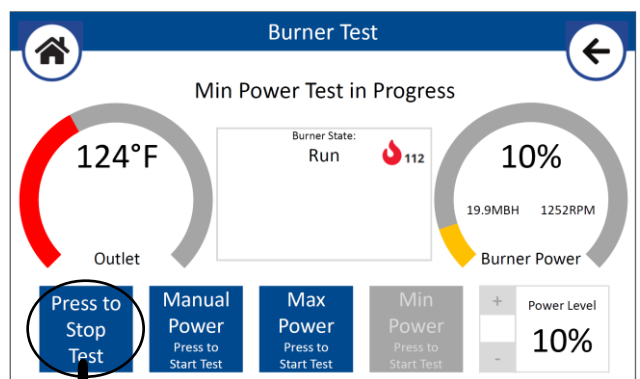 Burner Test
Min Power Test in Progress
124°F
Outlet
Burner State:
Run
112
10%
19.9MBH 1252RPM
Burner Power
Press to
Stop
Test
Manual
Power
Press to
Start Test
Max
Power
Press to
Start Test
Min
Power
Press to
Start Test
+
-
Power Level
10%